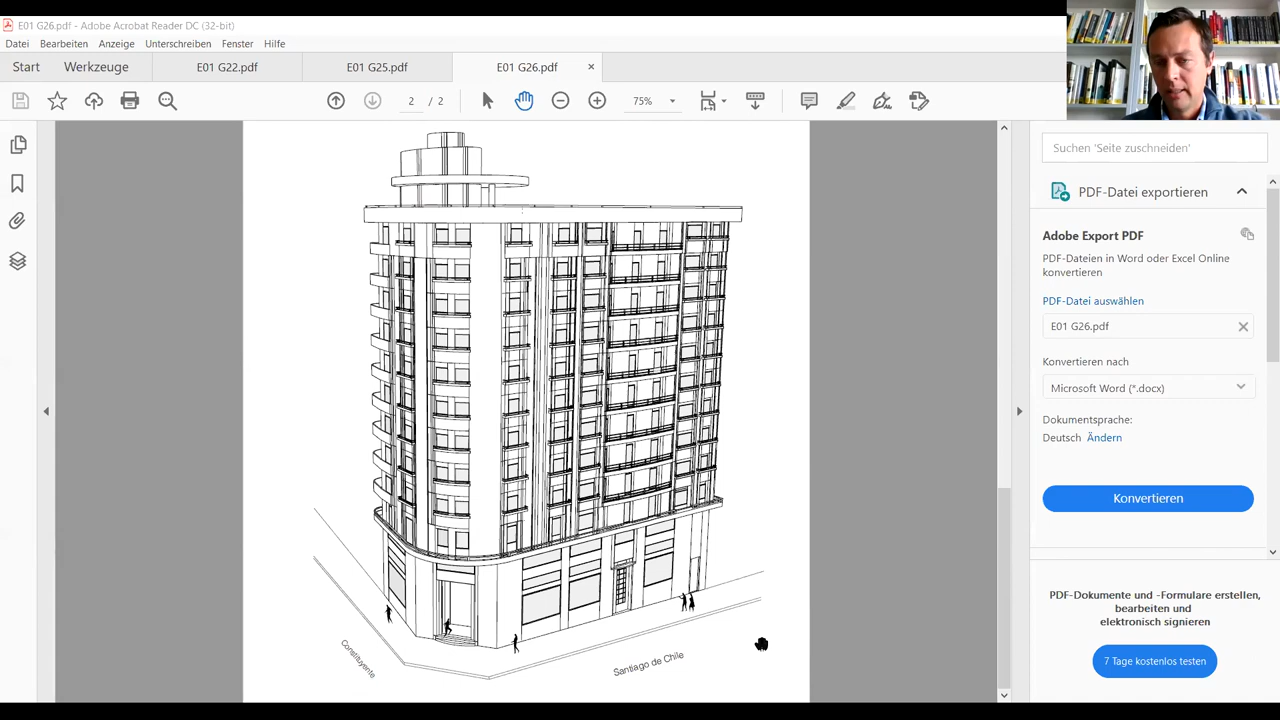 E01 G26.pdf - Adobe Acrobat Reader DC (32-bit)
Datei Bearbeiten Anzeige Unterschreiben Fenster Hilfe
Start Werkzeuge E01 G22.pdf E01 G25.pdf E01 G26.pdf ×
2 / 2 75%
Suchen 'Seite zuschneiden'
PDF-Datei exportieren
Adobe Export PDF
PDF-Dateien in Word oder Excel Online
konvertieren
PDF-Datei auswählen
E01 G26.pdf
Konvertieren nach
Microsoft Word (*.docx)
Dokumentsprache:
Deutsch Ändern
Konvertieren
PDF-Dokumente und -Formulare erstellen,
bearbeiten und
elektronisch signieren
7 Tage kostenlos testen
Constituyente
Santiago de Chile